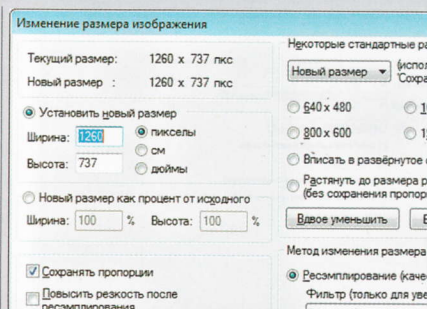 Изменение размера изображения
Текущий размер: 1260 x 737 пкс
Новый размер : 1260 x 737 пкс
Установить новый размер
Ширина: 1260 пикселы
см
Высота: 737 дюймы
Новый размер как процент от исходного
Ширина: 100 % Высота: 100 %
Сохранять пропорции
Повысить резкость после
ресэмплирования
Некоторые стандартные
Новый размер
640 x 480
800 x 600
Вписать в развёрнутое
Растянуть до размера
(без сохранения
Вдвое уменьшить
Метод изменения размера
Ресэмплирование
Фильтр (только для